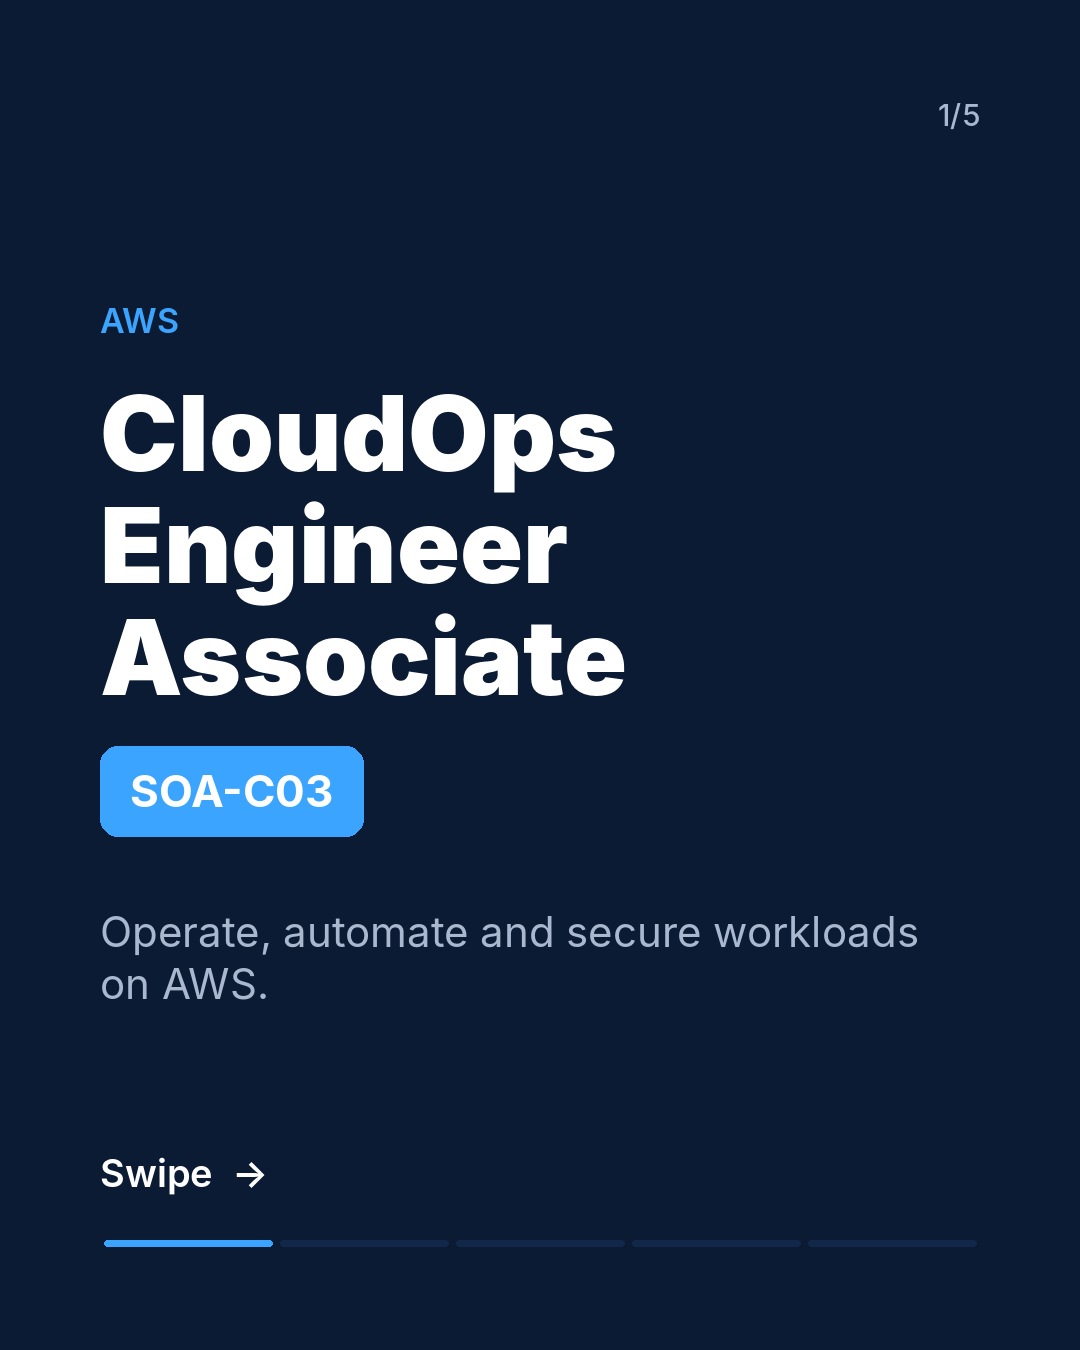 1/5
AWS
CloudOps
Engineer
Associate
SOA-C03
Operate, automate and secure workloads
on AWS.
Swipe →